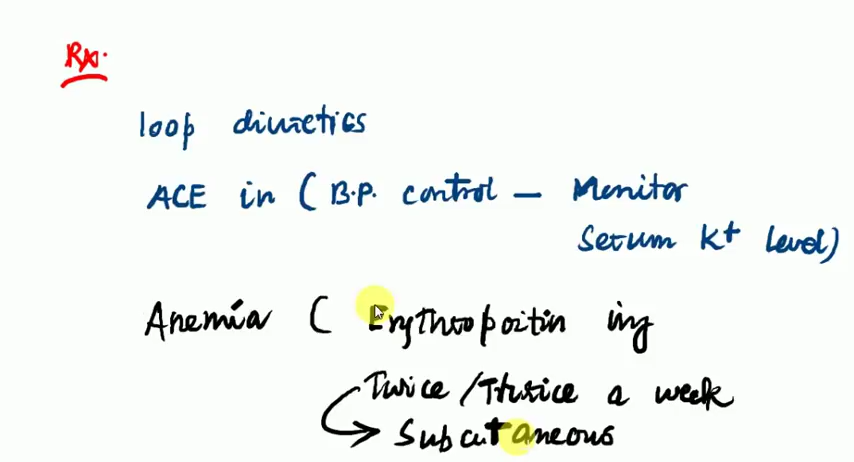 Rx.
loop diuretics
ACE in ( B.P. control – Monitor
Serum K+ level)
Anemia ( Erythropoitin inj
Twice / Thrice a week
Subcutaneous